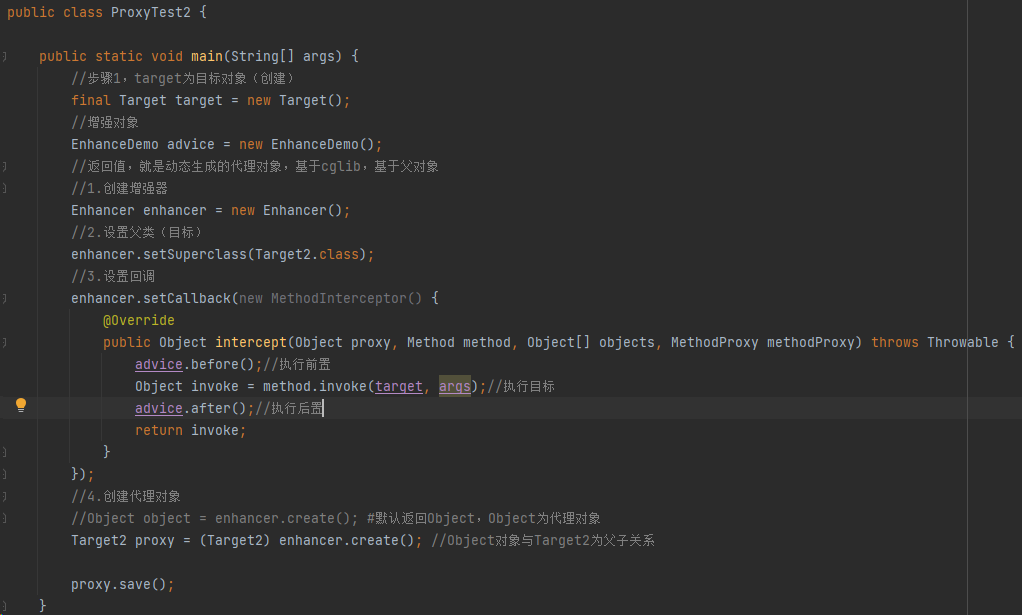 public class ProxyTest2 {
public static void main(String[] args) {
//步骤1，target为目标对象（创建）
final Target target = new Target();
//增强对象
EnhanceDemo advice = new EnhanceDemo();
//返回值，就是动态生成的代理对象，基于cglib，基于父对象
//1.创建增强器
Enhancer enhancer = new Enhancer();
//2.设置父类（目标）
enhancer.setSuperclass(Target2.class);
//3.设置回调
enhancer.setCallback(new MethodInterceptor() {
@Override
public Object intercept(Object proxy, Method method, Object[] objects, MethodProxy methodProxy) throws Throwable {
advice.before();//执行前置
Object invoke = method.invoke(target, args);//执行目标
advice.after();//执行后置
return invoke;
}
});
//4.创建代理对象
//Object object = enhancer.create(); #默认返回Object，Object为代理对象
Target2 proxy = (Target2) enhancer.create(); //Object对象与Target2为父子关系
proxy.save();
}